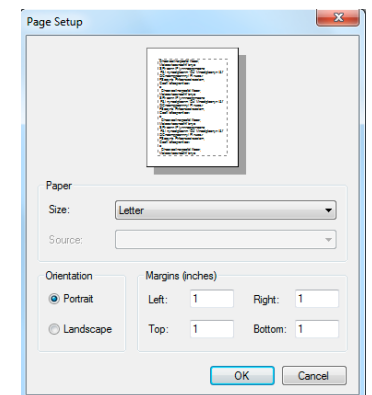 Page Setup
Paper
Size: Letter
Source:
Orientation
Portrait
Landscape
Margins (inches)
Left: 1 Right: 1
Top: 1 Bottom: 1
OK Cancel